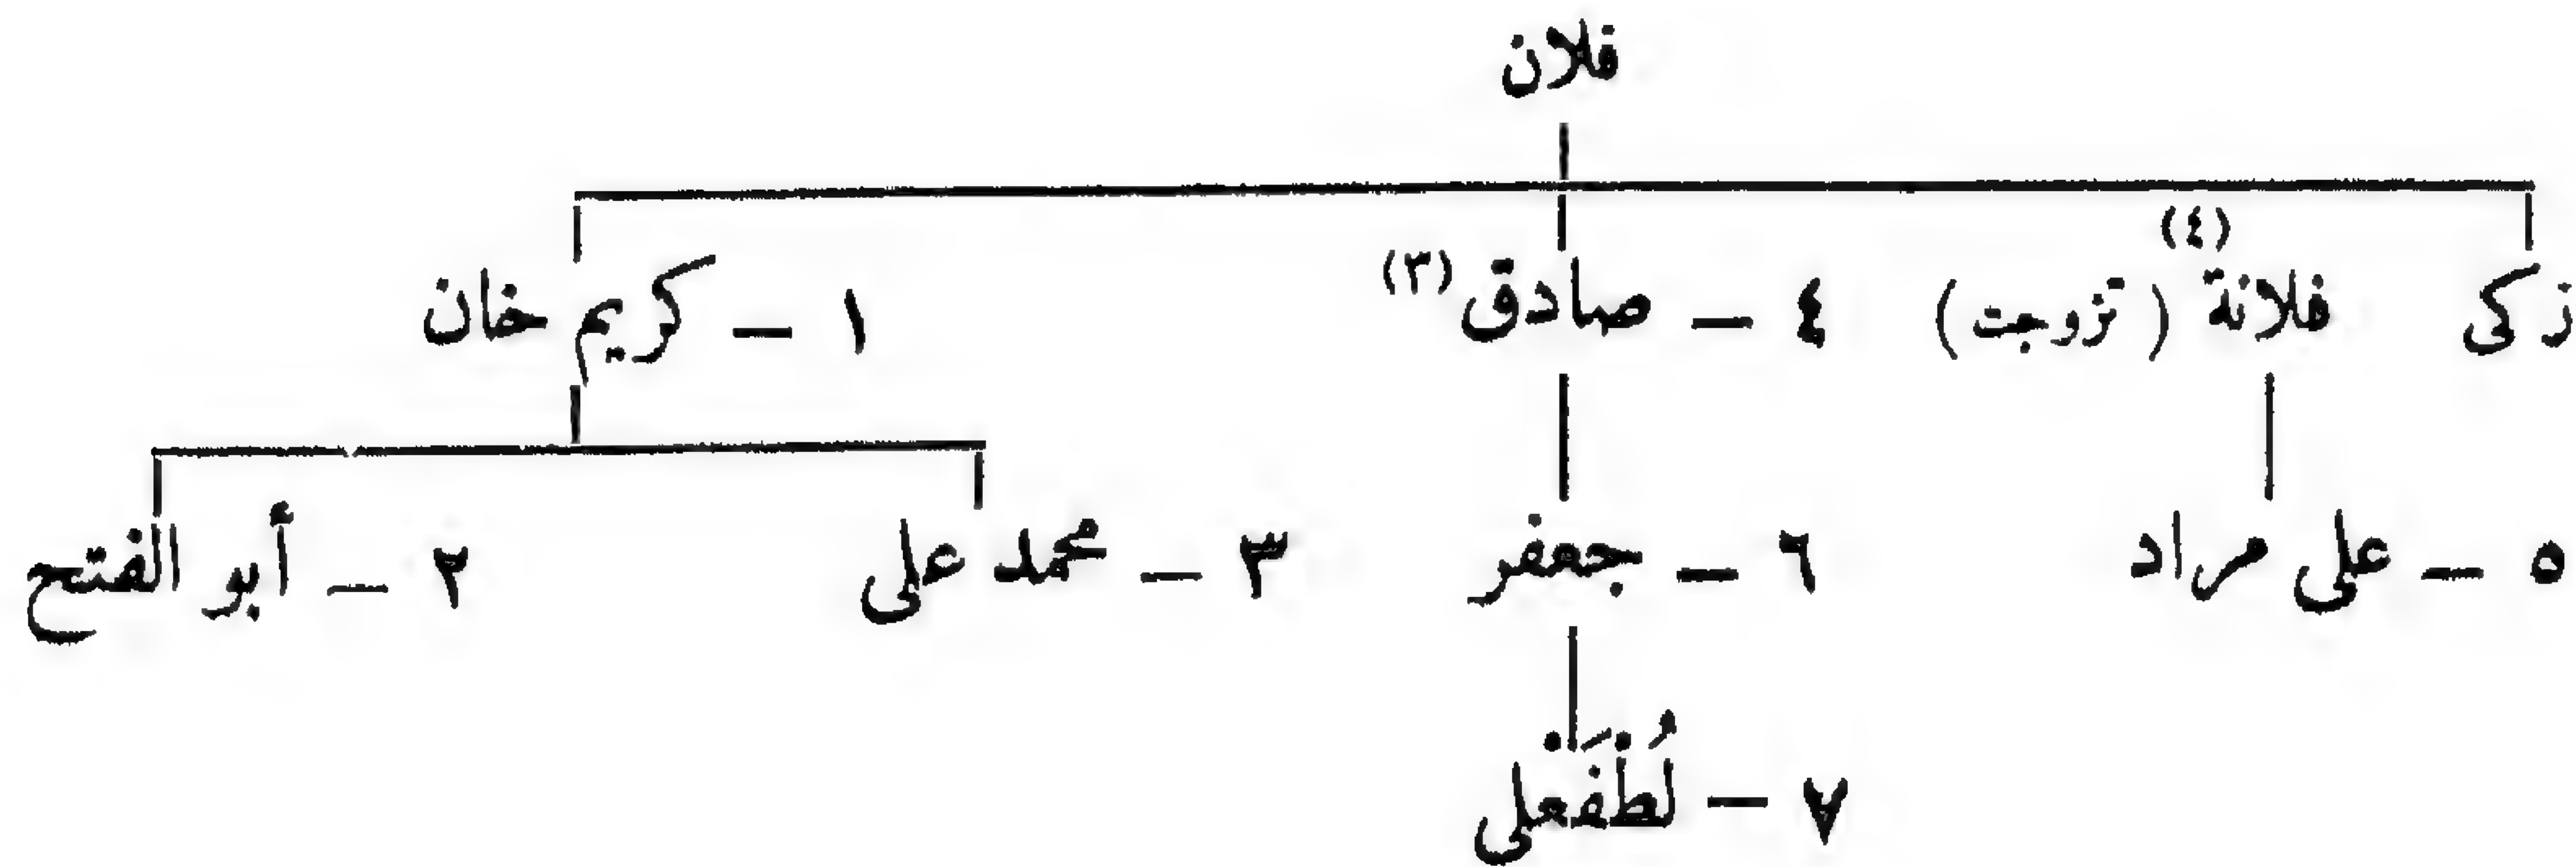 فلان
زكى فلانة (٤) (تزوجت) ٤ – صادق (٣) ١ – كريم خان
٥ – على مراد ٦ – جعفر ٣ – محمد على ٢ – أبو الفتح
٧ – لُطْفَعْلى